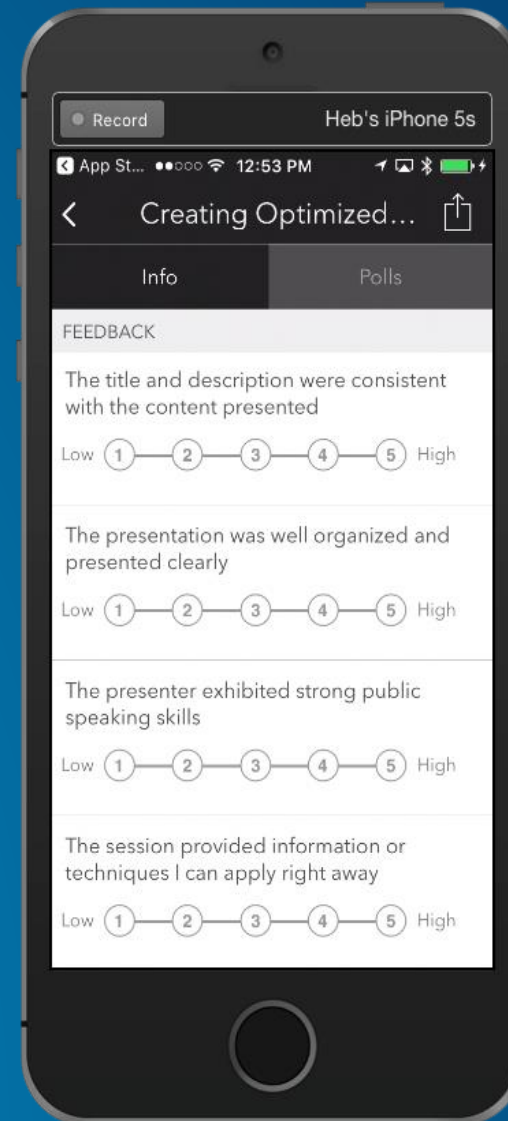 Record Heb's iPhone 5s
App St... 12:53 PM
Creating Optimized...
Info Polls
FEEDBACK
The title and description were consistent
with the content presented
Low 1 2 3 4 5 High
The presentation was well organized and
presented clearly
Low 1 2 3 4 5 High
The presenter exhibited strong public
speaking skills
Low 1 2 3 4 5 High
The session provided information or
techniques I can apply right away
Low 1 2 3 4 5 High